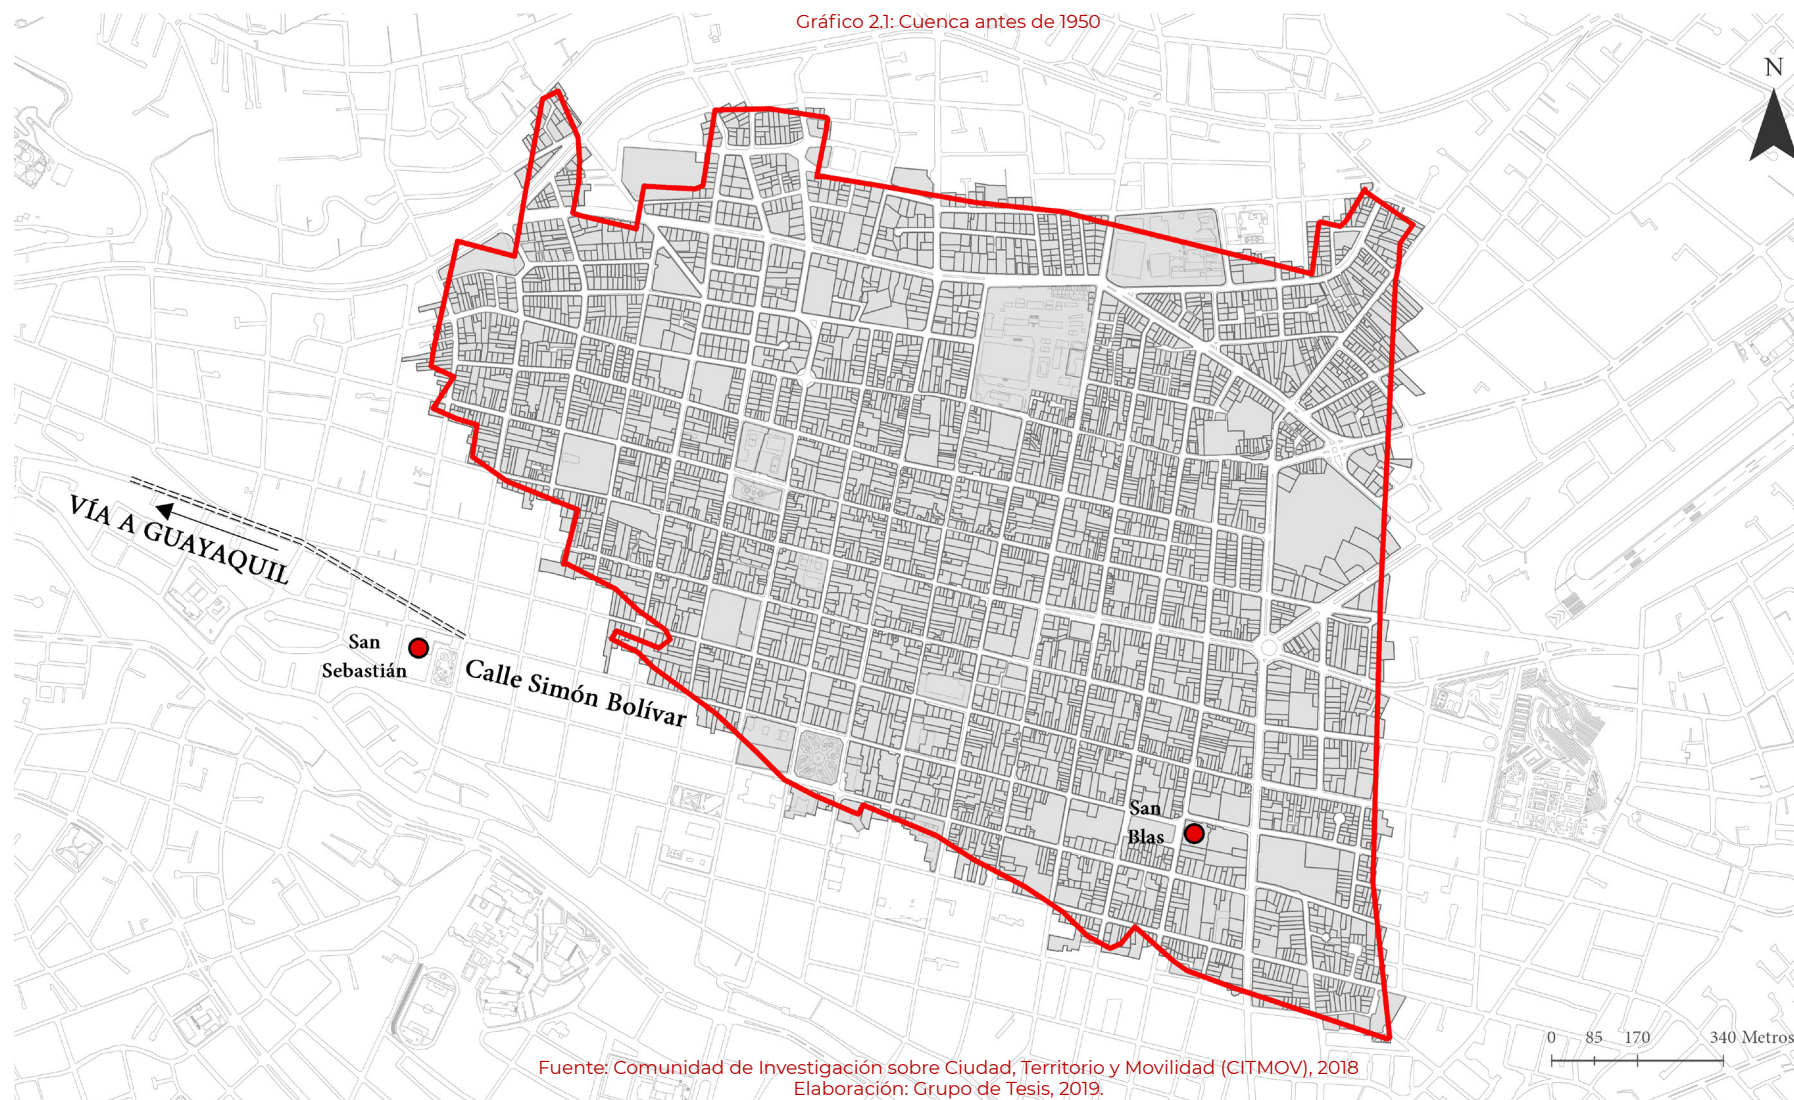 Gráfico 2.1: Cuenca antes de 1950
N
VÍA A GUAYAQUIL
San
Sebastián
Calle Simón Bolívar
San
Blas
0 85 170 340 Metros
Fuente: Comunidad de Investigación sobre Ciudad, Territorio y Movilidad (CITMOV), 2018
Elaboración: Grupo de Tesis, 2019.